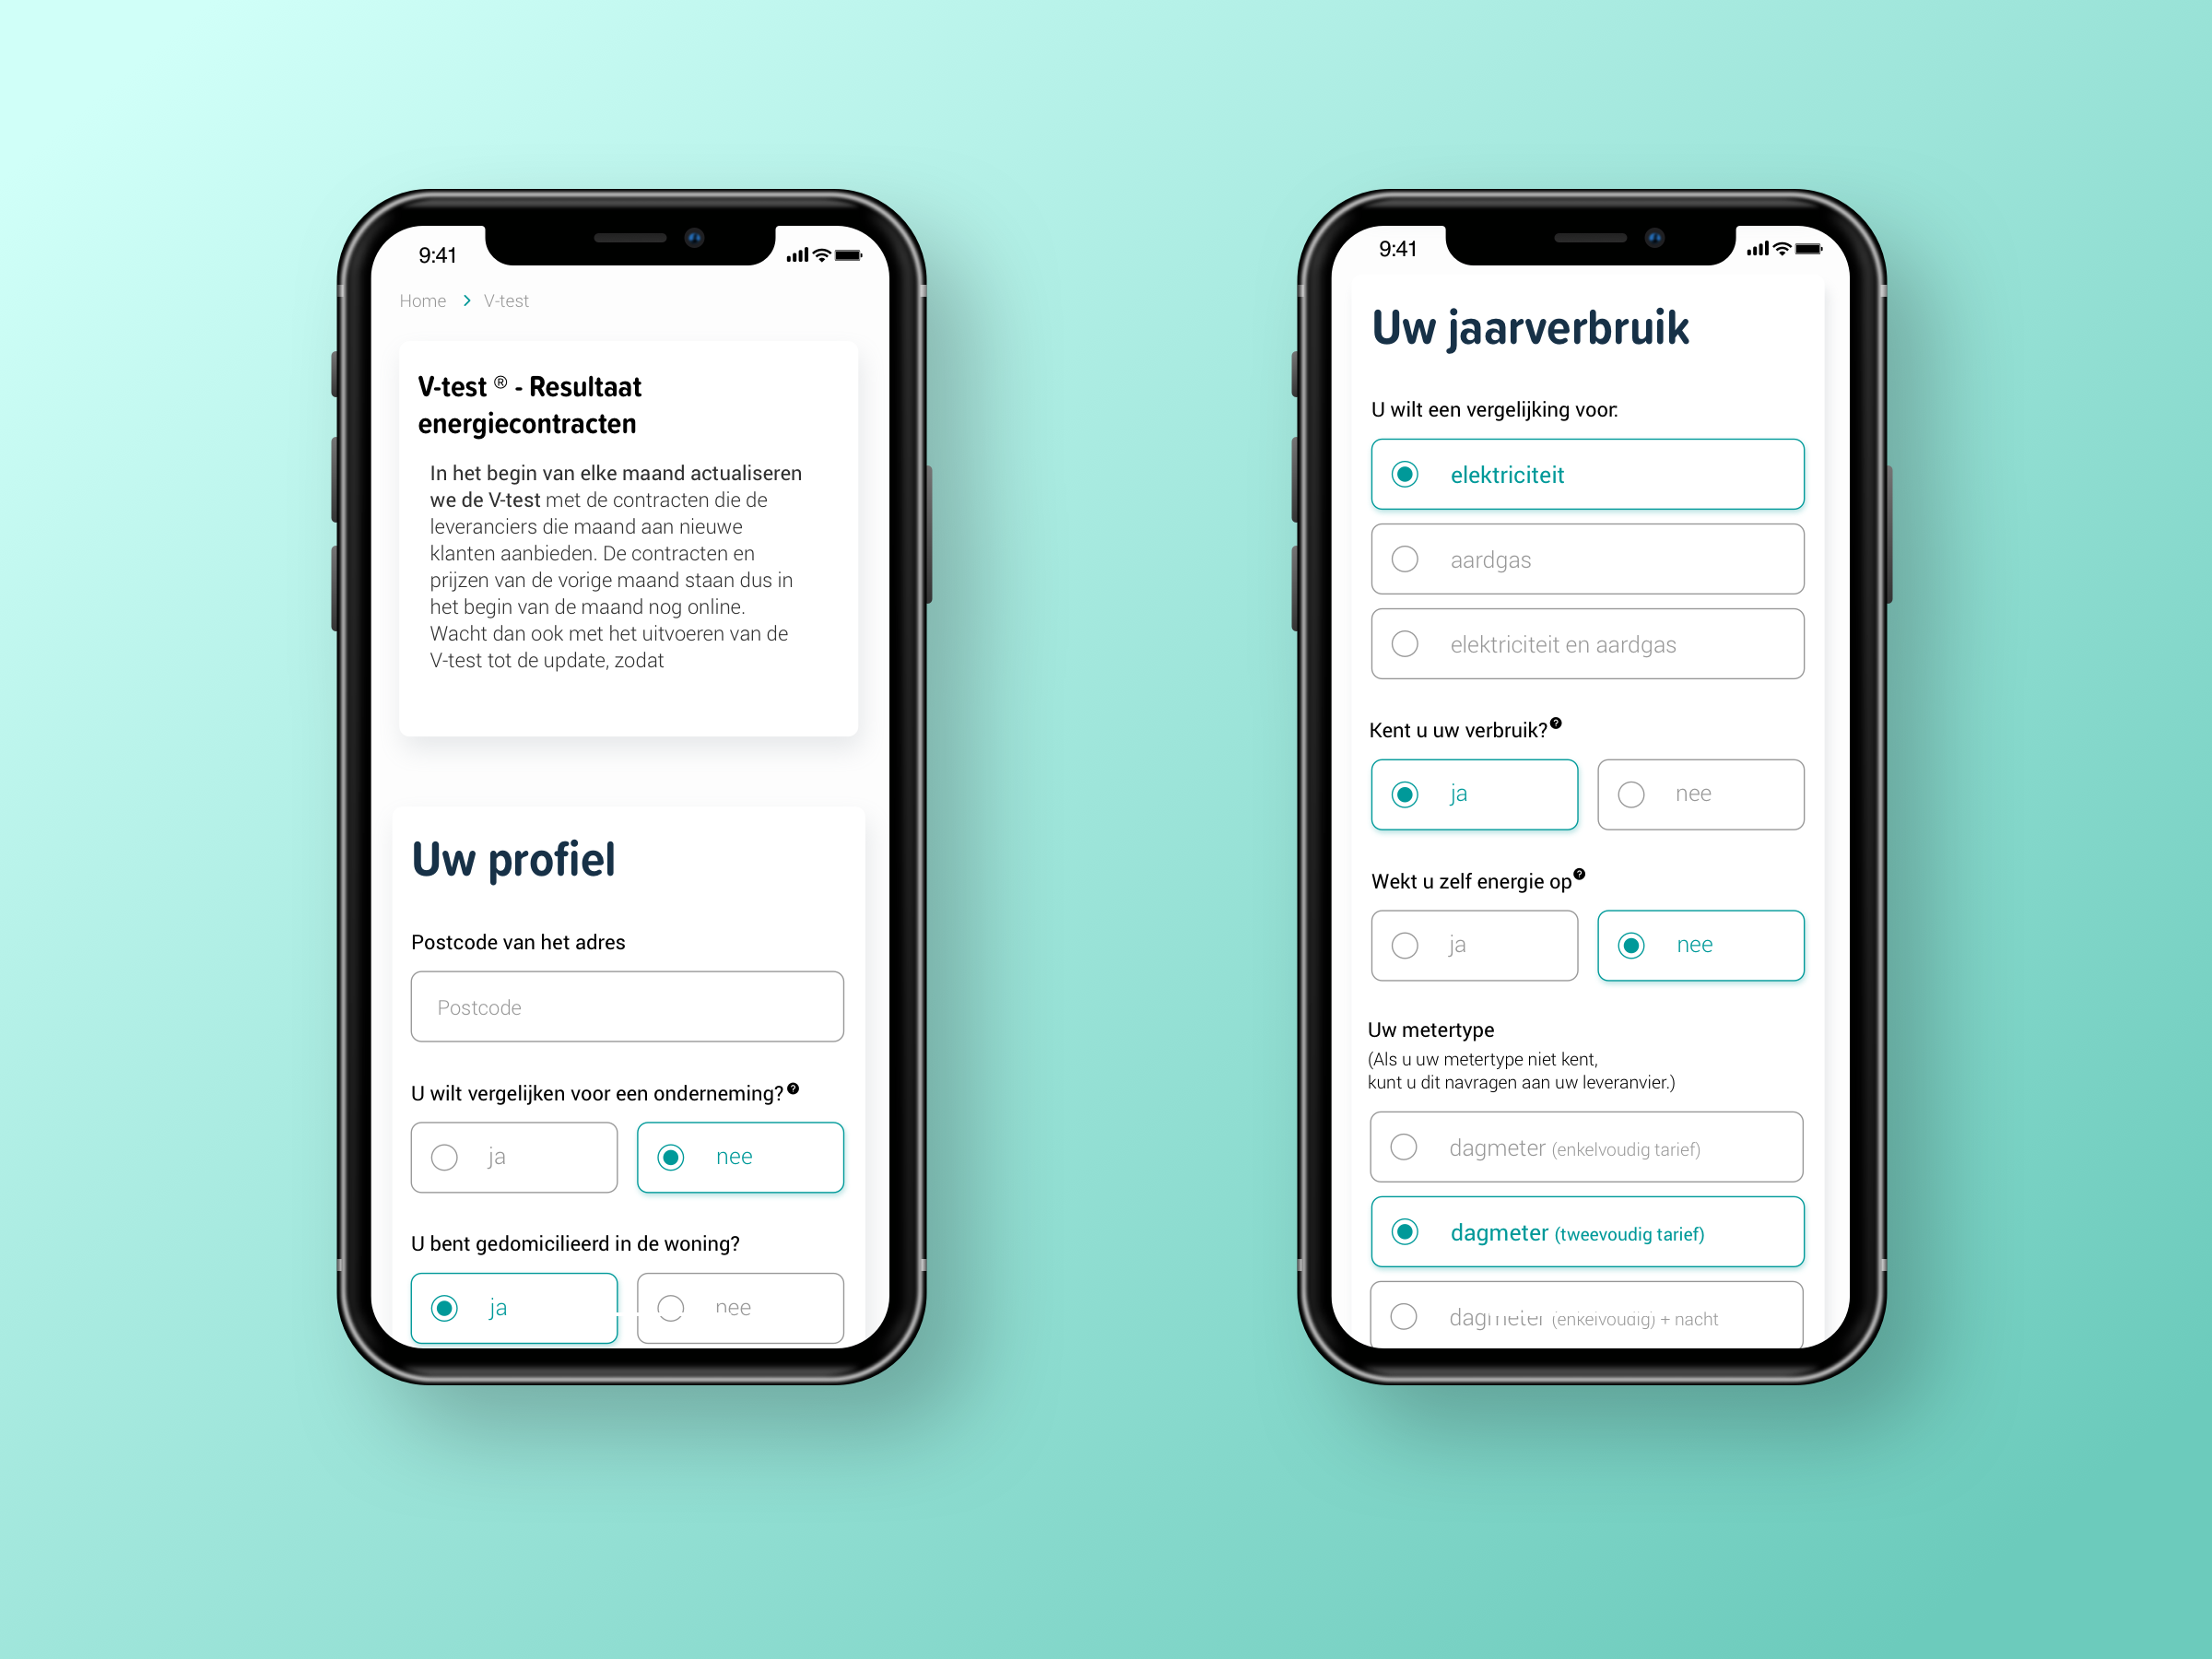 9:41
Home > V-test
V-test ® - Resultaat
energiecontracten
In het begin van elke maand actualiseren
we de V-test met de contracten die de
leveranciers die maand aan nieuwe
klanten aanbieden. De contracten en
prijzen van de vorige maand staan dus in
het begin van de maand nog online.
Wacht dan ook met het uitvoeren van de
V-test tot de update, zodat
Uw profiel
Postcode van het adres
Postcode
U wilt vergelijken voor een onderneming? ?
ja
nee
U bent gedomicilieerd in de woning?
ja
nee
9:41
Uw jaarverbruik
U wilt een vergelijking voor:
elektriciteit
aardgas
elektriciteit en aardgas
Kent u uw verbruik? ?
ja
nee
Wekt u zelf energie op ?
ja
nee
Uw metertype
(Als u uw metertype niet kent,
kunt u dit navragen aan uw leveranvier.)
dagmeter (enkelvoudig tarief)
dagmeter (tweevoudig tarief)
dagmeter (enkelvoudig) + nacht